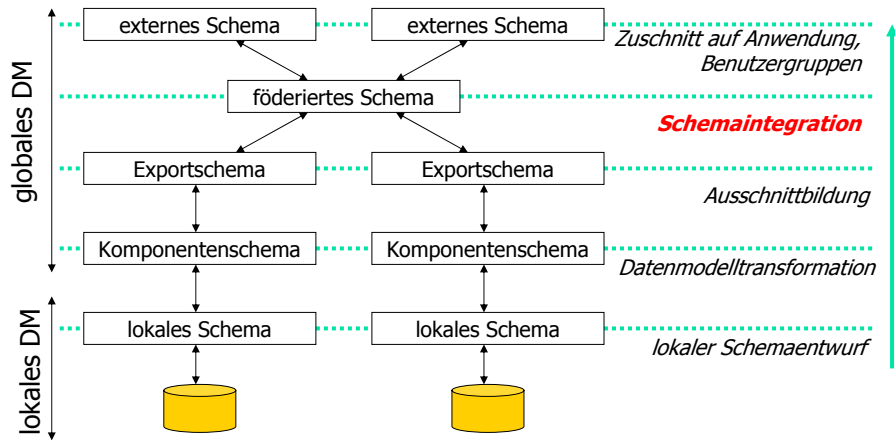 externes Schema
externes Schema
Zuschnitt auf Anwendung,
Benutzergruppen
föderiertes Schema
Schemaintegration
Exportschema
Exportschema
Ausschnittbildung
Komponentenschema
Komponentenschema
Datenmodelltransformation
lokales Schema
lokales Schema
lokaler Schemaentwurf
globales DM
lokales DM